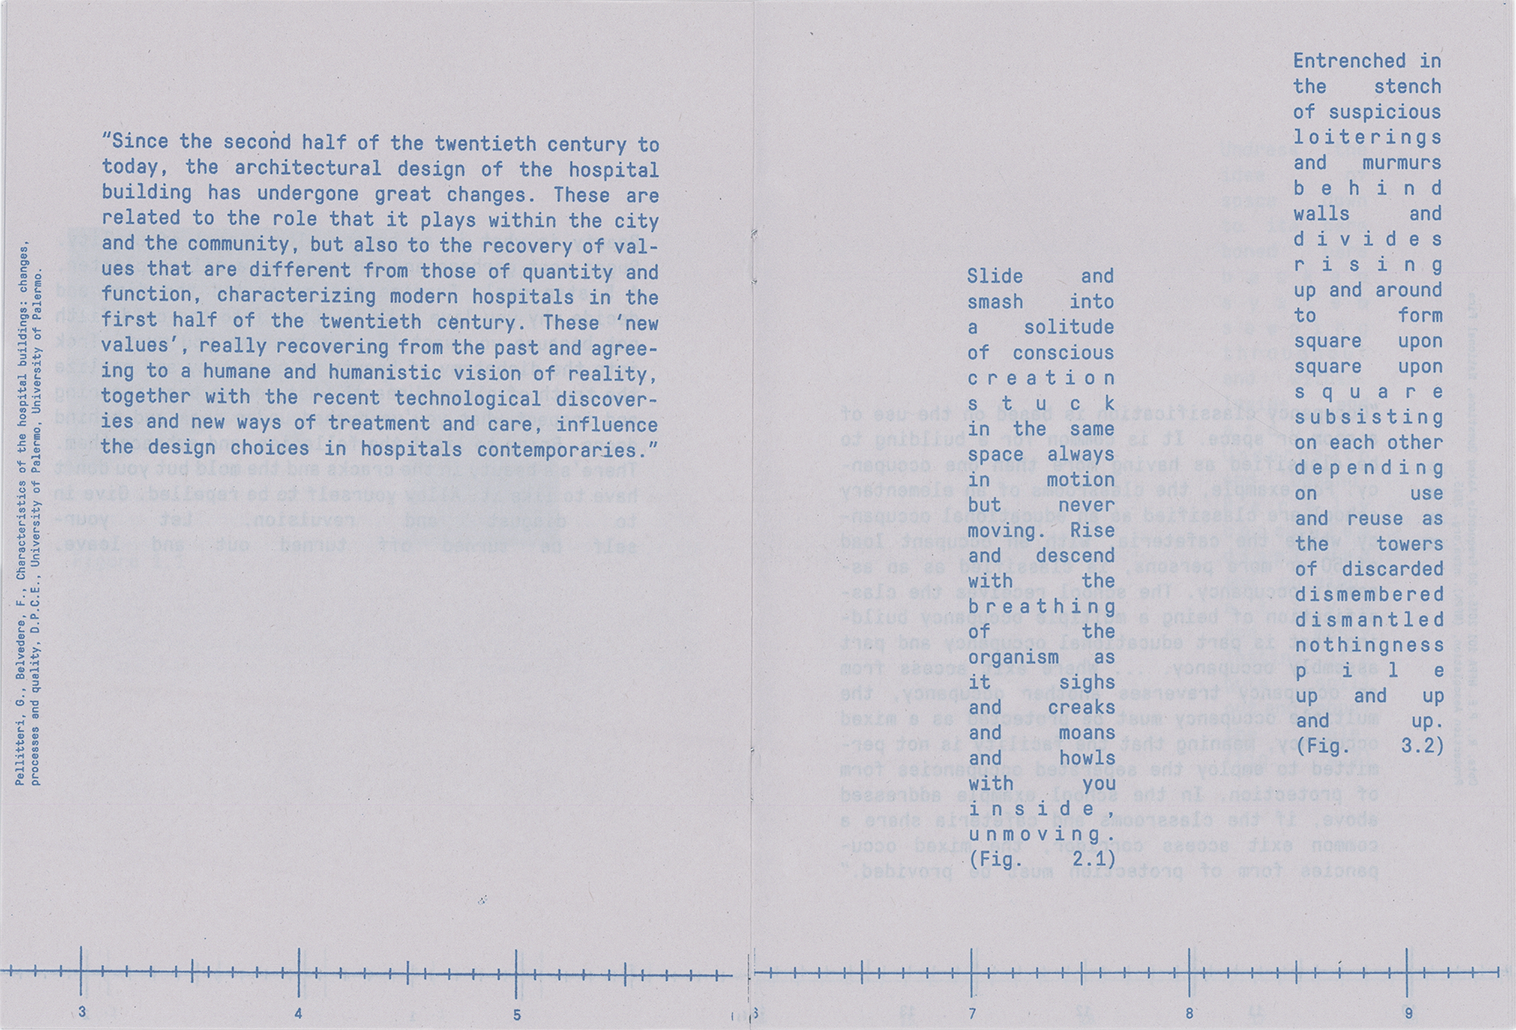 “Since the second half of the twentieth century to
today, the architectural design of the hospital
building has undergone great changes. These are
related to the role that it plays within the city
and the community, but also to the recovery of val-
ues that are different from those of quantity and
function, characterizing modern hospitals in the
first half of the twentieth century. These ‘new
values’, really recovering from the past and agree-
ing to a humane and humanistic vision of reality,
together with the recent technological discover-
ies and new ways of treatment and care, influence
the design choices in hospitals contemporaries.”
Pellitteri, G., Belvedere, F., Characteristics of the hospital buildings: changes,
processes and quality, D.P.C.E., University of Palermo, University of Palermo.
Slide and
smash into
a solitude
of conscious
creation
stuck
in the same
space always
in motion
but never
moving. Rise
and descend
with the
breathing
of the
organism as
it sighs
and creaks
and moans
and howls
with you
inside,
unmoving.
(Fig. 2.1)
Entrenched in
the stench
of suspicious
loiterings
and murmurs
behind
walls and
divides
rising
up and around
to form
square upon
square upon
square
subsisting
on each other
depending
on use
and reuse as
the towers
of discarded
dismembered
dismantled
nothingness
pile
up and up
and up.
(Fig. 3.2)
3 4 5 6 7 8 9